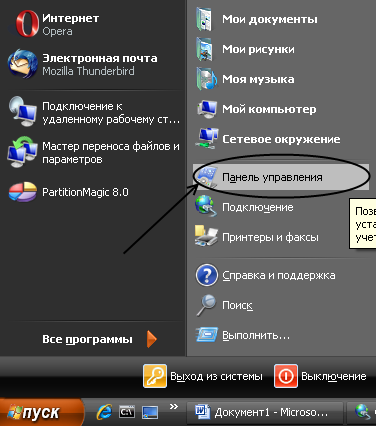 Интернет
Opera
Электронная почта
Mozilla Thunderbird
Подключение к
удаленному рабочему ст...
Мастер переноса файлов и
параметров
PartitionMagic 8.0
Все программы
Мои документы
Мои рисунки
Моя музыка
Мой компьютер
Сетевое окружение
Панель управления
Подключение
Принтеры и факсы
Справка и поддержка
Поиск
Выполнить...
Позв
уста
учет
Выход из системы
Выключение
пуск
C:\
»
Документ1 - Microso...